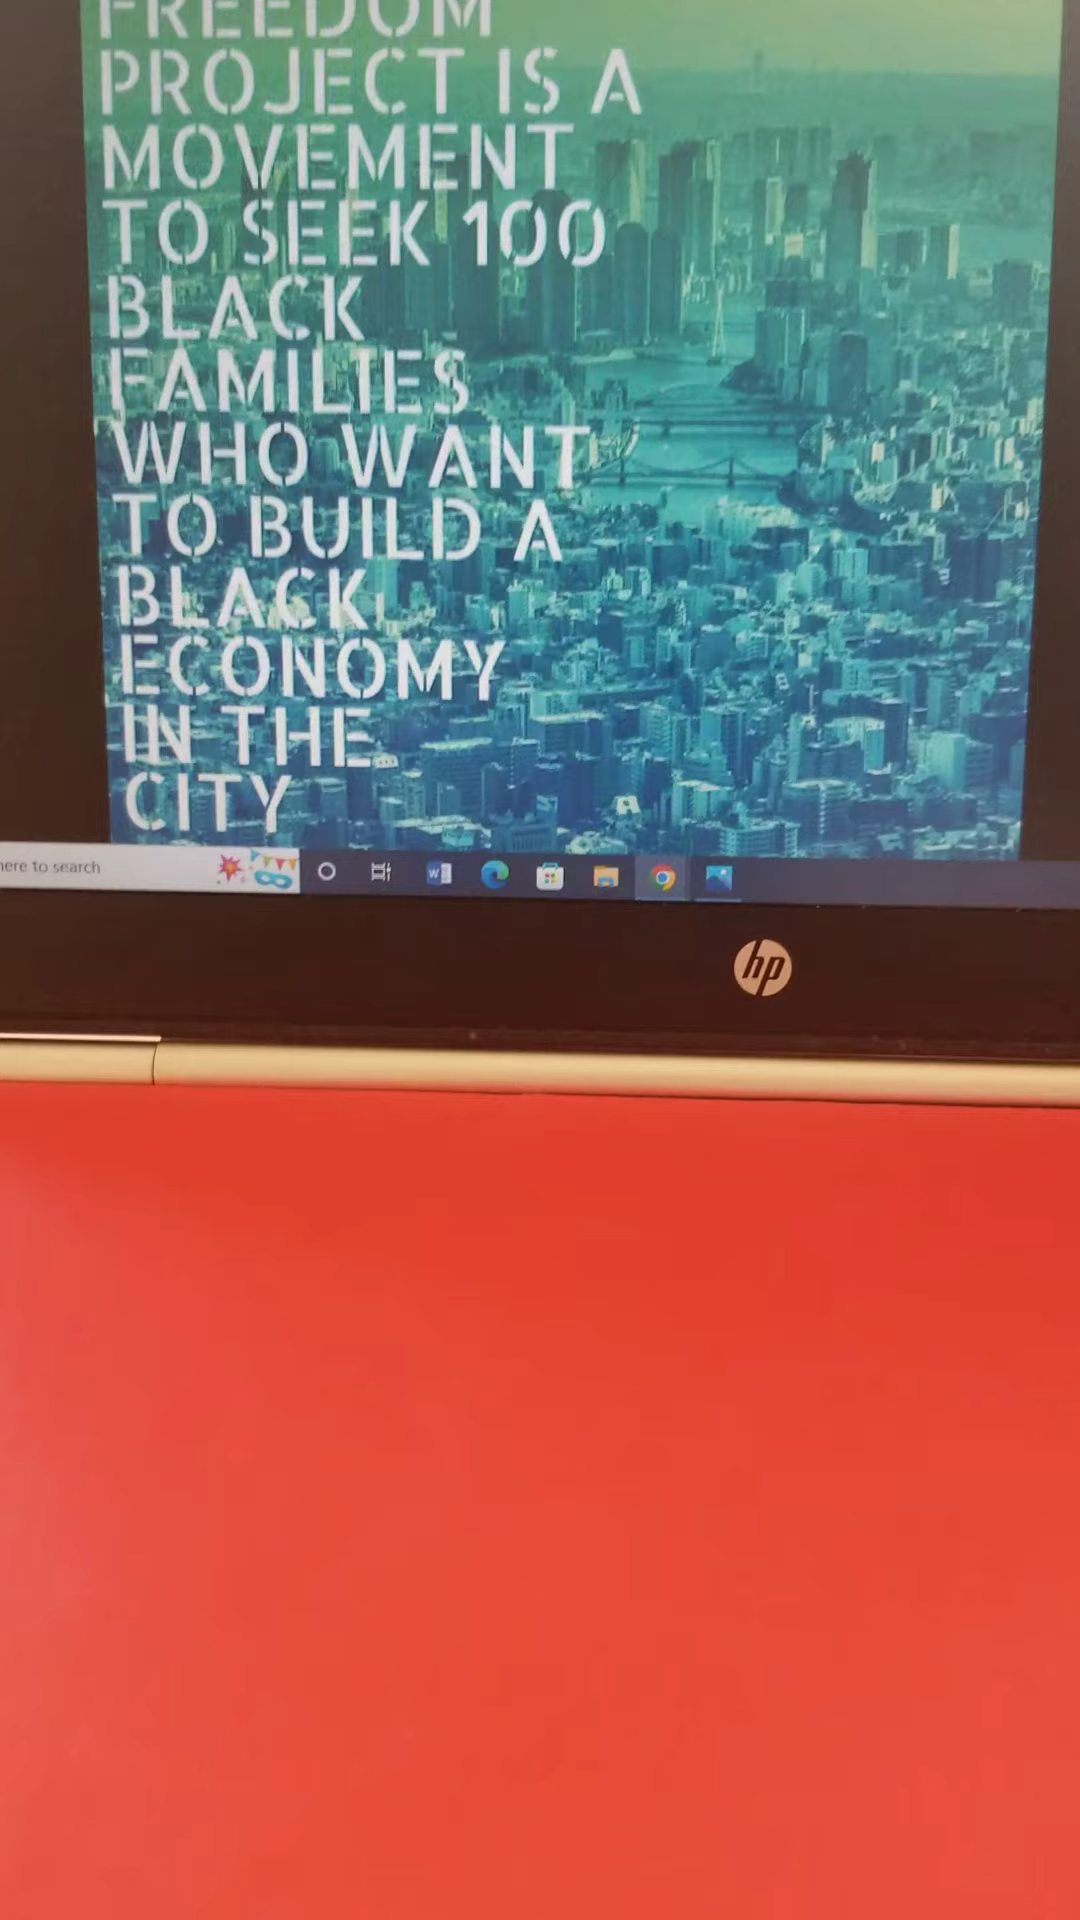 FREEDOM
PROJECT IS A
MOVEMENT
TO SEEK 100
BLACK
FAMILIES
WHO WANT
TO BUILD A
BLACK
ECONOMY
IN THE
CITY
here to search
hp